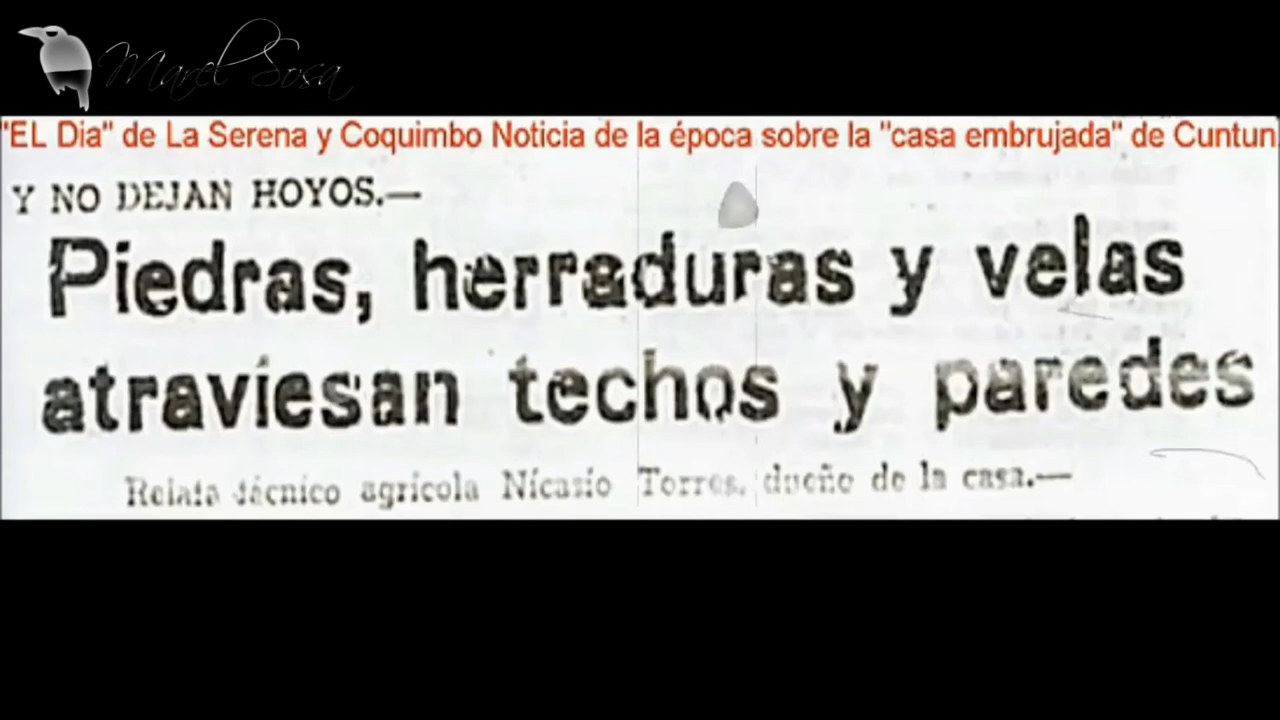 Marel Sosa
"EL Dia" de La Serena y Coquimbo Noticia de la época sobre la "casa embrujada" de Cuntun
Y NO DEJAN HOYOS.—
Piedras, herraduras y velas
atraviesan techos y paredes
Relata técnico agrícola Nicasio Torres, dueño de la casa.—